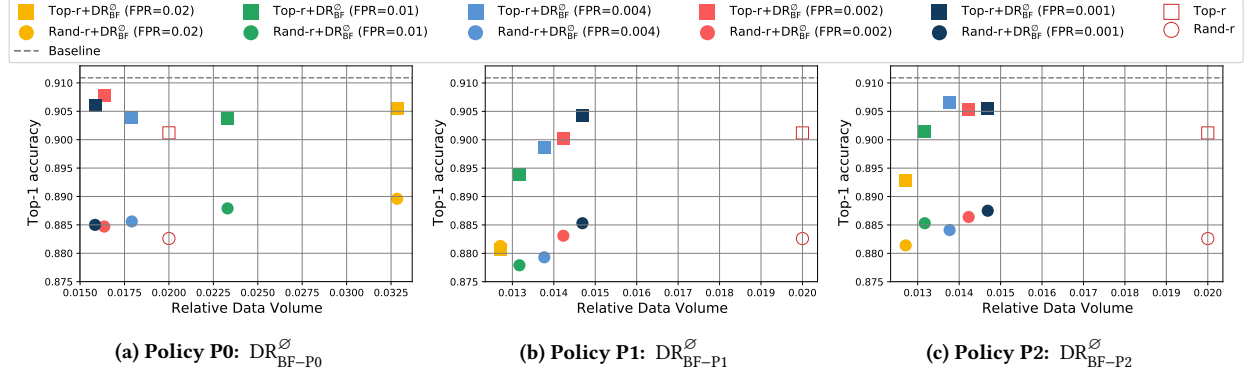 Top-r+DR∅BF (FPR=0.02) Top-r+DR∅BF (FPR=0.01) Top-r+DR∅BF (FPR=0.004) Top-r+DR∅BF (FPR=0.002) Top-r+DR∅BF (FPR=0.001) Top-r
Rand-r+DR∅BF (FPR=0.02) Rand-r+DR∅BF (FPR=0.01) Rand-r+DR∅BF (FPR=0.004) Rand-r+DR∅BF (FPR=0.002) Rand-r+DR∅BF (FPR=0.001) Rand-r
Baseline
Top-1 accuracy
0.910
0.905
0.900
0.895
0.890
0.885
0.880
0.875
0.0150 0.0175 0.0200 0.0225 0.0250 0.0275 0.0300 0.0325
Relative Data Volume
(a) Policy P0: DR∅BF−P0
Top-1 accuracy
0.910
0.905
0.900
0.895
0.890
0.885
0.880
0.875
0.013 0.014 0.015 0.016 0.017 0.018 0.019 0.020
Relative Data Volume
(b) Policy P1: DR∅BF−P1
Top-1 accuracy
0.910
0.905
0.900
0.895
0.890
0.885
0.880
0.875
0.013 0.014 0.015 0.016 0.017 0.018 0.019 0.020
Relative Data Volume
(c) Policy P2: DR∅BF−P2